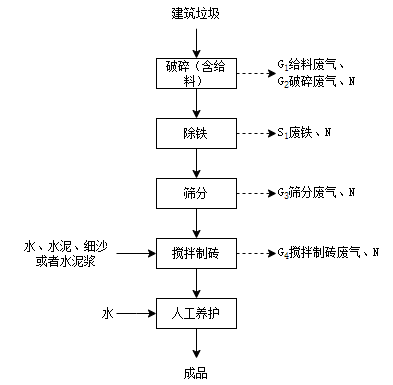 建筑垃圾
破碎（含给
料）
G1给料废气、
G2破碎废气、N
除铁
S1废铁、N
筛分
G3筛分废气、N
水、水泥、细沙
或者水泥浆
搅拌制砖
G4搅拌制砖废气、N
水
人工养护
成品